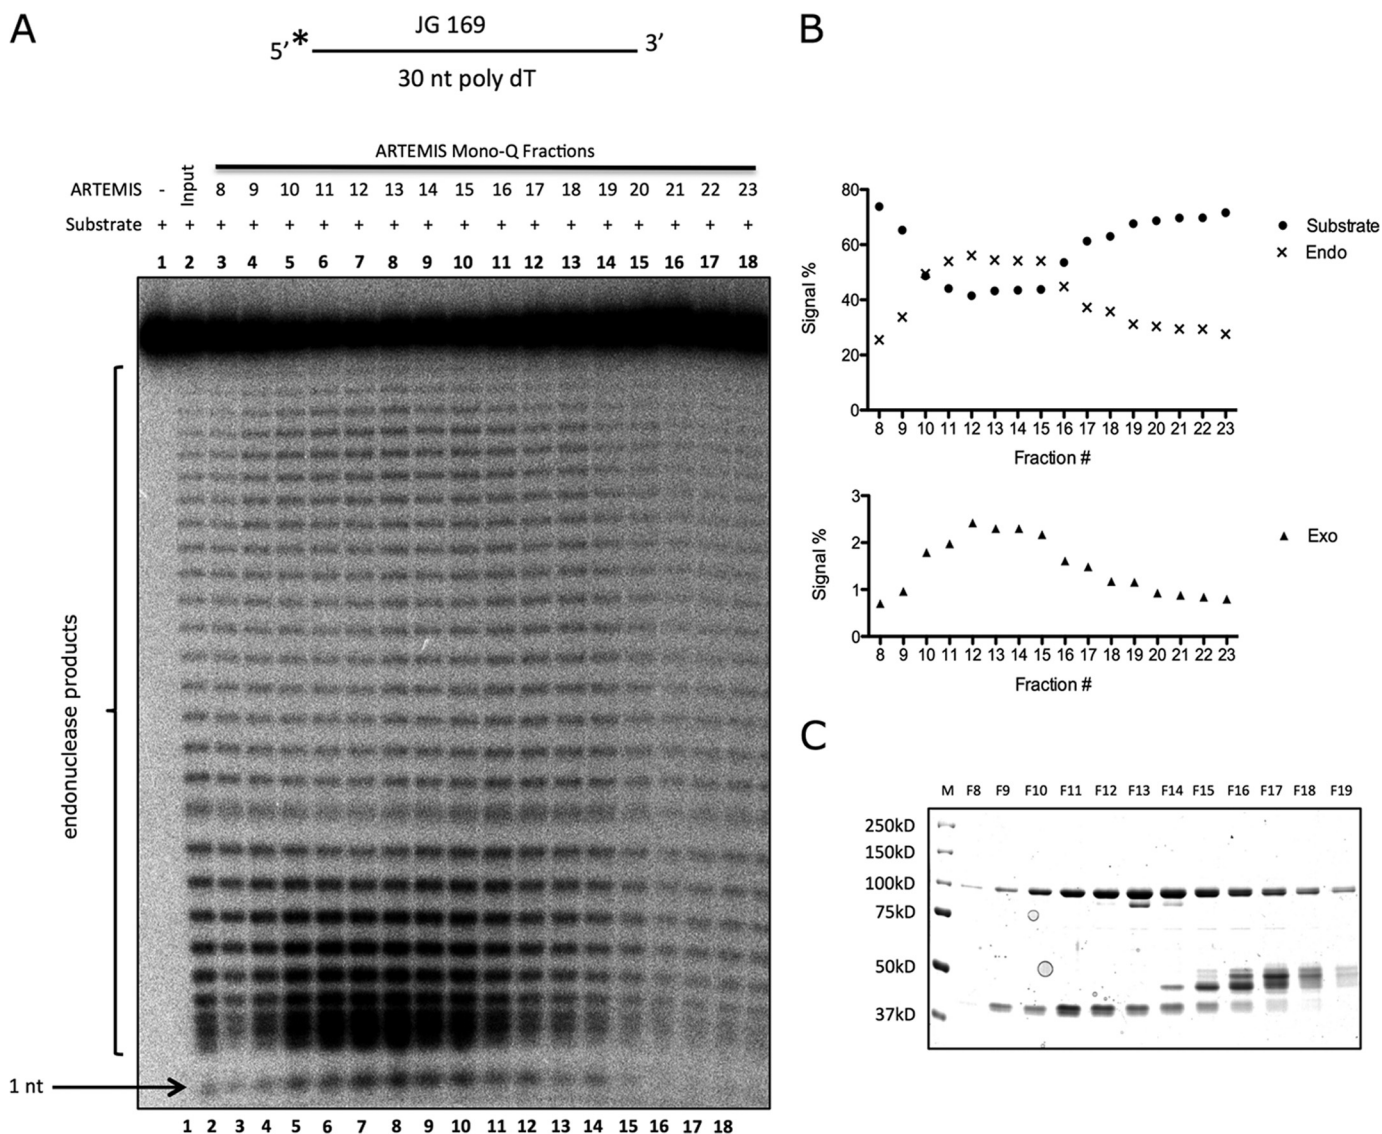 A
JG 169
5’* 3’
30 nt poly dT
ARTEMIS Mono-Q Fractions
ARTEMIS - Input 8 9 10 11 12 13 14 15 16 17 18 19 20 21 22 23
Substrate + + + + + + + + + + + + + + + + + +
1 2 3 4 5 6 7 8 9 10 11 12 13 14 15 16 17 18
endonuclease products
1 nt
1 2 3 4 5 6 7 8 9 10 11 12 13 14 15 16 17 18
B
80
60
40
20
0
Signal %
8 9 10 11 12 13 14 15 16 17 18 19 20 21 22 23
Fraction #
● Substrate
× Endo
3
2
1
0
Signal %
8 9 10 11 12 13 14 15 16 17 18 19 20 21 22 23
Fraction #
▲ Exo
C
M F8 F9 F10 F11 F12 F13 F14 F15 F16 F17 F18 F19
250kD
150kD
100kD
75kD
50kD
37kD